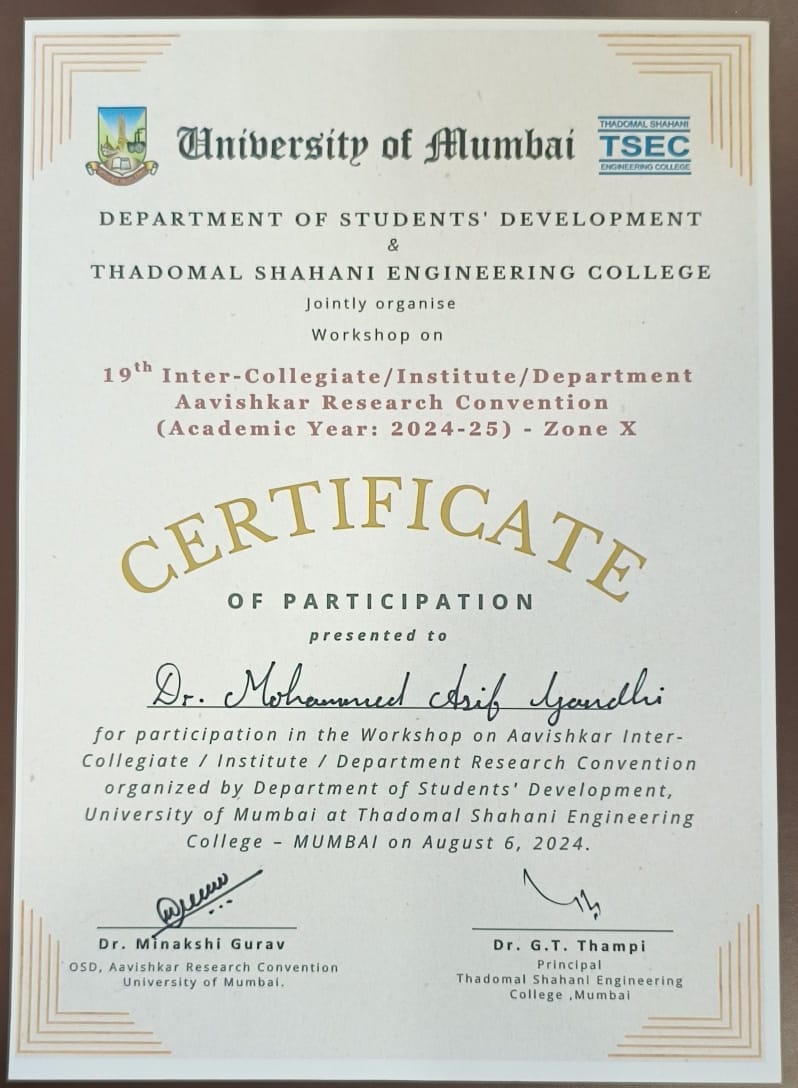 University of Mumbai
THADOMAL SHAHANI
TSEC
ENGINEERING COLLEGE
DEPARTMENT OF STUDENTS' DEVELOPMENT
&
THADOMAL SHAHANI ENGINEERING COLLEGE
Jointly organise
Workshop on
19th Inter-Collegiate/Institute/Department
Aavishkar Research Convention
(Academic Year: 2024-25) - Zone X
CERTIFICATE
OF PARTICIPATION
presented to
Dr. Mohammed Asif Gandhi
for participation in the Workshop on Aavishkar Inter-
Collegiate / Institute / Department Research Convention
organized by Department of Students' Development,
University of Mumbai at Thadomal Shahani Engineering
College – MUMBAI on August 6, 2024.
Dr. Minakshi Gurav
OSD, Aavishkar Research Convention
University of Mumbai.
Dr. G.T. Thampi
Principal
Thadomal Shahani Engineering
College ,Mumbai